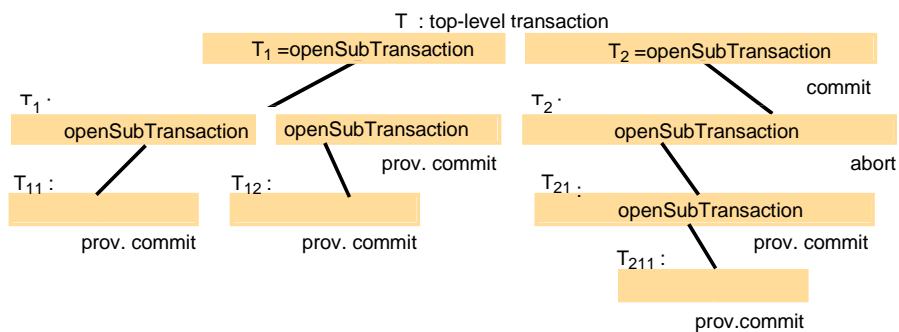 T : top-level transaction
T1 =openSubTransaction
T2 =openSubTransaction
commit
T1 :
T2 :
openSubTransaction
openSubTransaction
openSubTransaction
prov. commit
abort
T11 :
T12 :
T21 :
openSubTransaction
prov. commit
prov. commit
prov. commit
T211 :
prov.commit